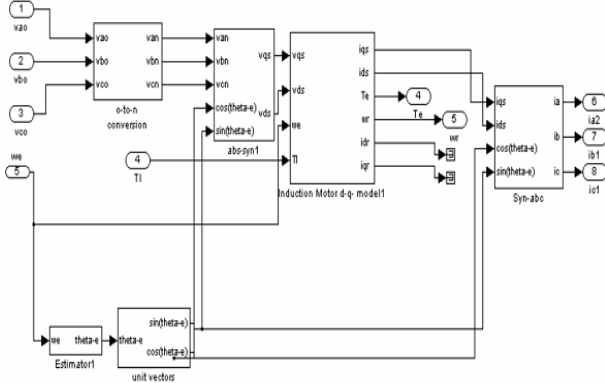 1
vao
2
vbo
3
vco
vao
vbo
vco
van
vbn
vcn
o-to-n
conversion
van
vbn
vcn
cos(theta-e)
sin(theta-e)
vqs
vds
abs-syn1
vqs
vds
we
Tl
iqs
ids
Te
wr
idr
iqr
Induction Motor d-q- model1
4
Te
5
wr
we
5
4
Tl
iqs
ids
cos(theta-e)
sin(theta-e)
ia
ib
ic
Syn-abc
6
ia2
7
ib1
8
ic1
we
theta-e
Estimator1
theta-e
sin(theta-e)
cos(theta-e)
unit vectors